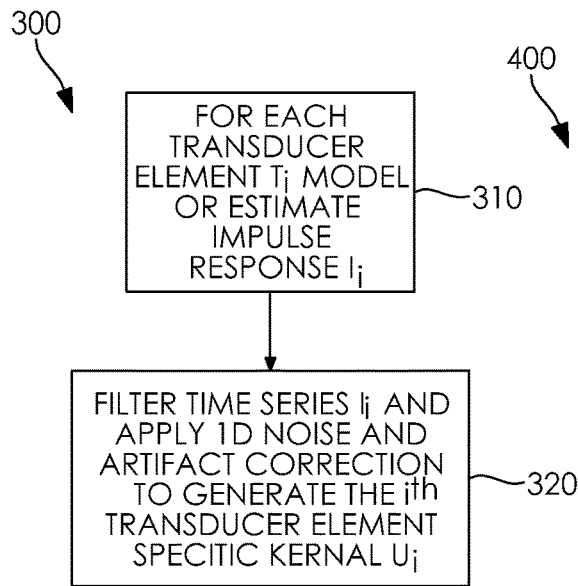 300
400
FOR EACH
TRANSDUCER
ELEMENT Ti MODEL
OR ESTIMATE
IMPULSE
RESPONSE Ii
310
FILTER TIME SERIES Ii AND
APPLY 1D NOISE AND
ARTIFACT CORRECTION
TO GENERATE THE ith
TRANSDUCER ELEMENT
SPECITIC KERNAL Ui
320